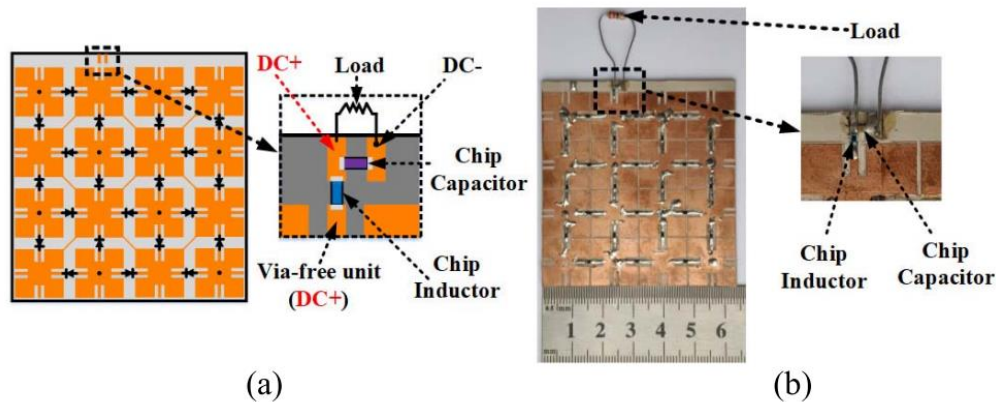 DC+
Load
DC-
Chip
Capacitor
Via-free unit
(DC+)
Chip
Inductor
(a)
Load
Chip
Inductor
Chip
Capacitor
1 2 3 4 5 6
mm
(b)